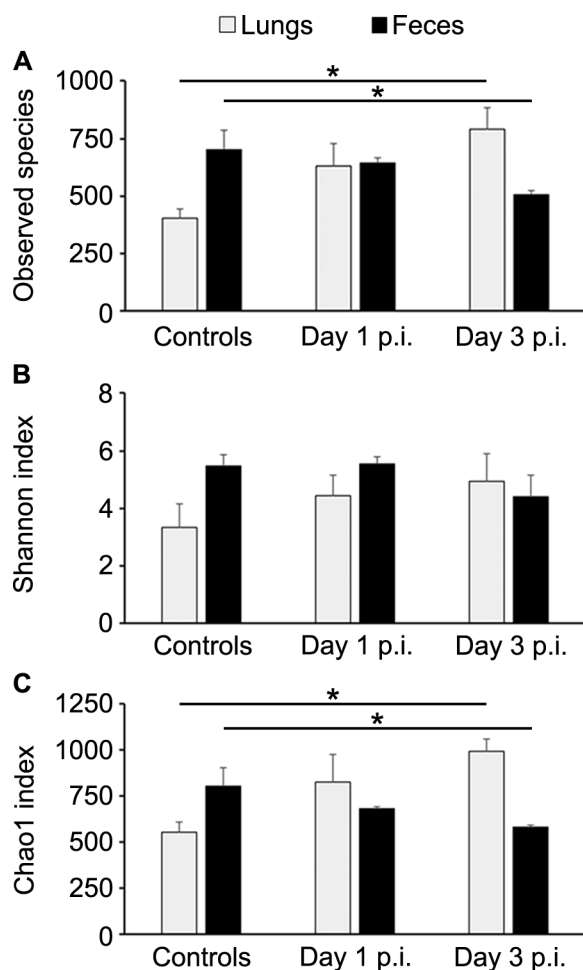 Lungs Feces
A
*
*
Observed species
1000
750
500
250
0
Controls Day 1 p.i. Day 3 p.i.
B
Shannon index
8
6
4
2
0
Controls Day 1 p.i. Day 3 p.i.
C
*
*
Chao1 index
1250
1000
750
500
250
0
Controls Day 1 p.i. Day 3 p.i.